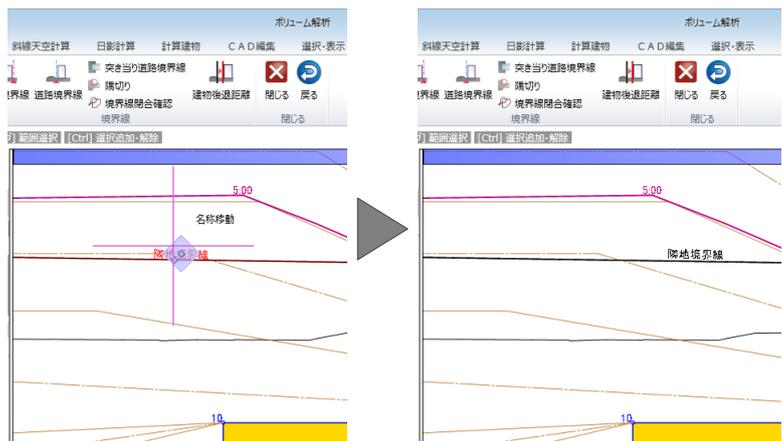 ボリューム解析
斜線天空計算 日影計算 計算建物 ＣＡＤ編集 選択・表示
界線 道路境界線 突き当り道路境界線 隅切り 境界線閉合確認 建物後退距離 閉じる 戻る
境界線 閉じる
範囲選択 [Ctrl] 選択追加・解除
5.00
名称移動
隣地境界線
10
ボリューム解析
斜線天空計算 日影計算 計算建物 ＣＡＤ編集 選択・表示
界線 道路境界線 突き当り道路境界線 隅切り 境界線閉合確認 建物後退距離 閉じる 戻る
境界線 閉じる
範囲選択 [Ctrl] 選択追加・解除
5.00
隣地境界線
10